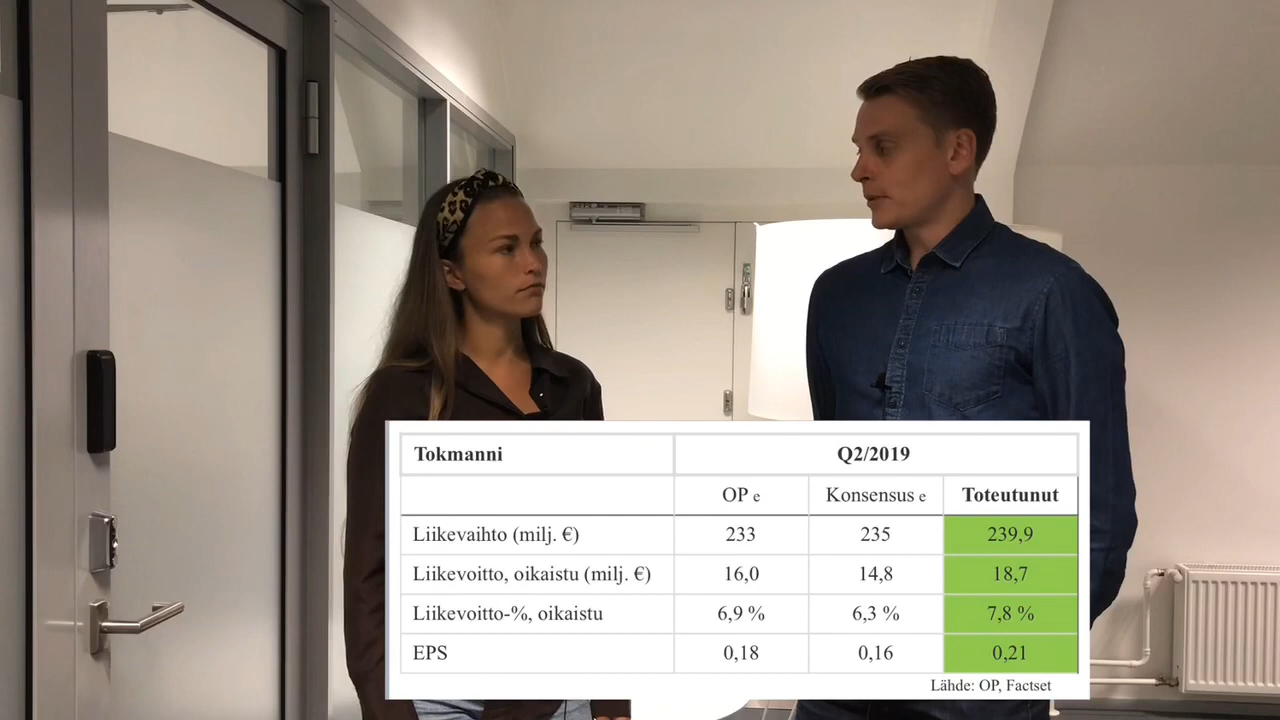 Tokmanni Q2/2019
OP e Konsensus e Toteutunut
Liikevaihto (milj. €) 233 235 239,9
Liikevoitto, oikaistu (milj. €) 16,0 14,8 18,7
Liikevoitto-%, oikaistu 6,9 % 6,3 % 7,8 %
EPS 0,18 0,16 0,21
Lähde: OP, Factset